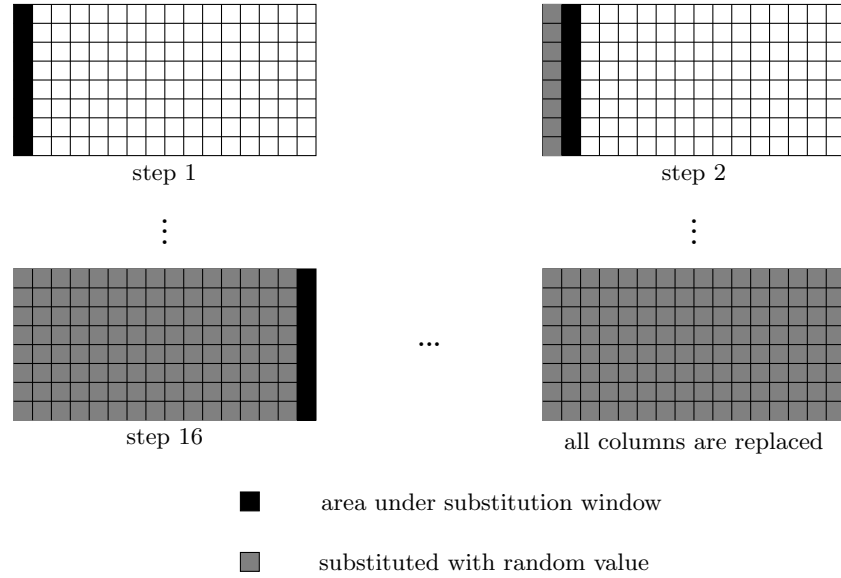 step 1
step 2
⋮
⋮
...
step 16
all columns are replaced
area under substitution window
substituted with random value